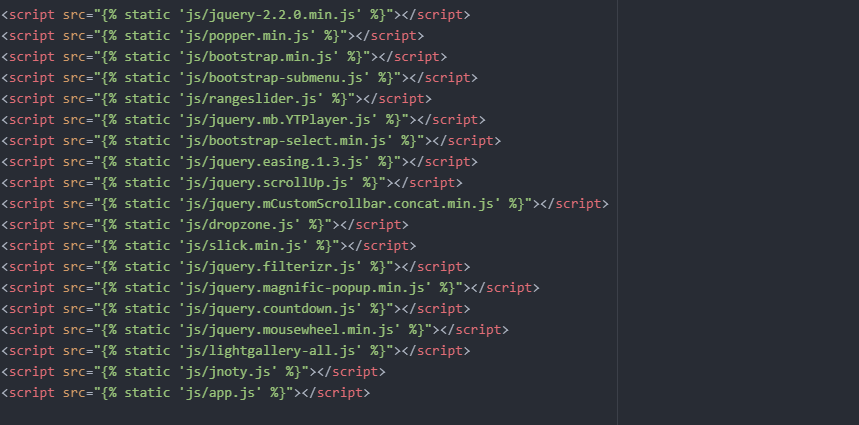 <script src="{% static 'js/jquery-2.2.0.min.js' %}"></script>
<script src="{% static 'js/popper.min.js' %}"></script>
<script src="{% static 'js/bootstrap.min.js' %}"></script>
<script src="{% static 'js/bootstrap-submenu.js' %}"></script>
<script src="{% static 'js/rangeslider.js' %}"></script>
<script src="{% static 'js/jquery.mb.YTPlayer.js' %}"></script>
<script src="{% static 'js/bootstrap-select.min.js' %}"></script>
<script src="{% static 'js/jquery.easing.1.3.js' %}"></script>
<script src="{% static 'js/jquery.scrollUp.js' %}"></script>
<script src="{% static 'js/jquery.mCustomScrollbar.concat.min.js' %}"></script>
<script src="{% static 'js/dropzone.js' %}"></script>
<script src="{% static 'js/slick.min.js' %}"></script>
<script src="{% static 'js/jquery.filterizr.js' %}"></script>
<script src="{% static 'js/jquery.magnific-popup.min.js' %}"></script>
<script src="{% static 'js/jquery.countdown.js' %}"></script>
<script src="{% static 'js/jquery.mousewheel.min.js' %}"></script>
<script src="{% static 'js/lightgallery-all.js' %}"></script>
<script src="{% static 'js/jnoty.js' %}"></script>
<script src="{% static 'js/app.js' %}"></script>